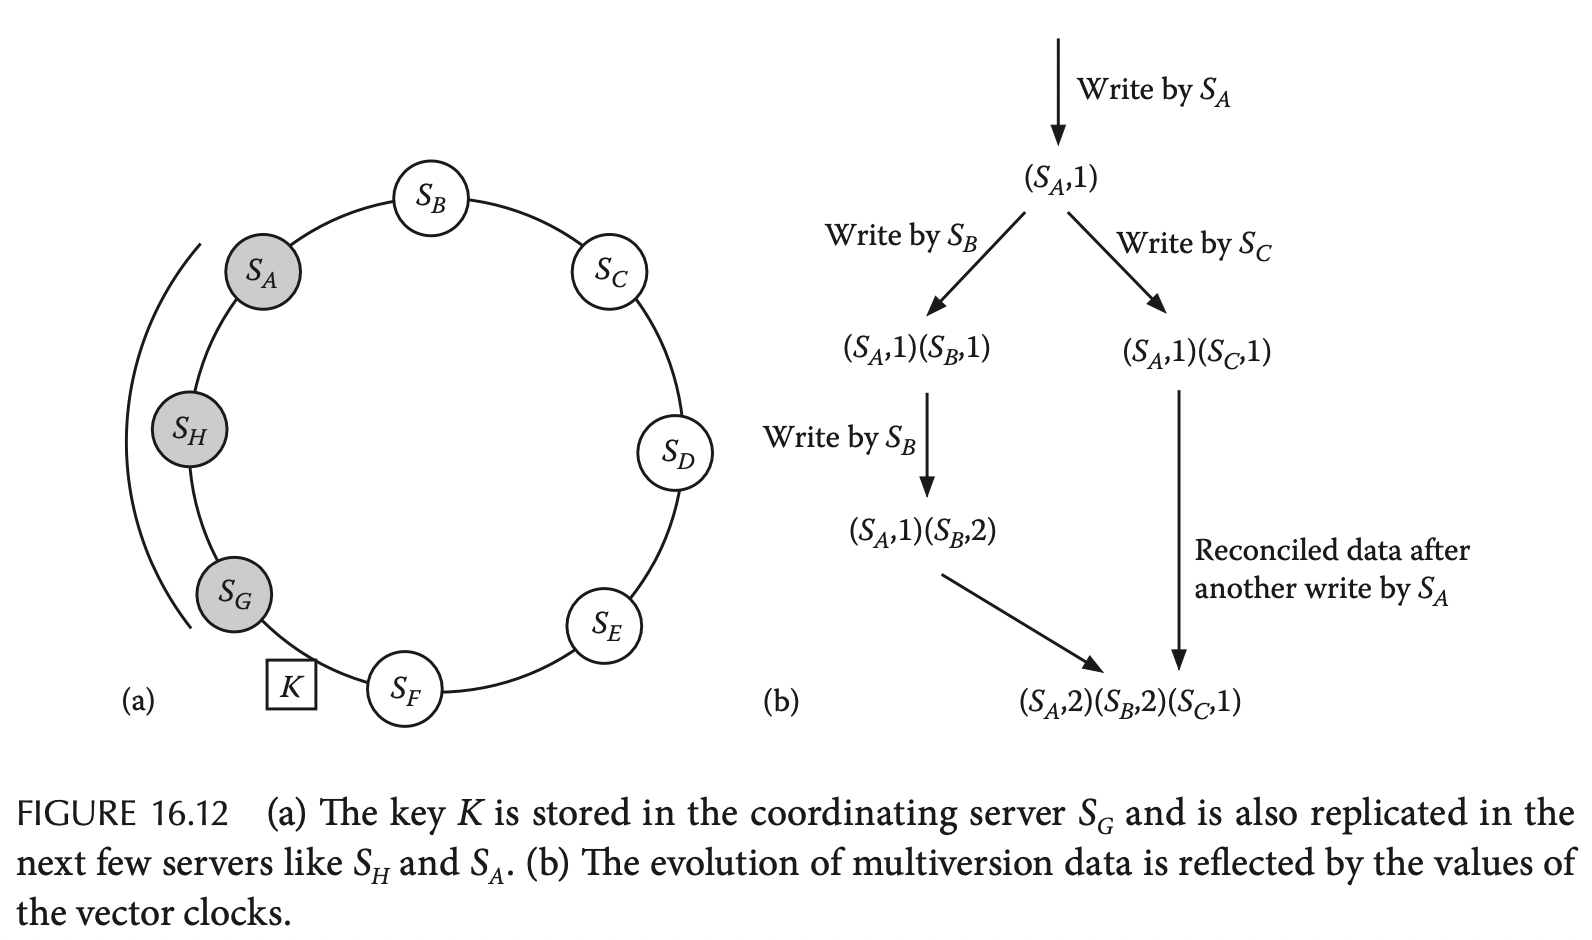 S_B
S_A
S_C
S_H
S_D
S_G
S_E
K
S_F
(a)
Write by S_A
(S_A,1)
Write by S_B
Write by S_C
(S_A,1)(S_B,1)
(S_A,1)(S_C,1)
Write by S_B
(S_A,1)(S_B,2)
Reconciled data after
another write by S_A
(b)
(S_A,2)(S_B,2)(S_C,1)
FIGURE 16.12 (a) The key K is stored in the coordinating server S_G and is also replicated in the
next few servers like S_H and S_A. (b) The evolution of multiversion data is reflected by the values of
the vector clocks.